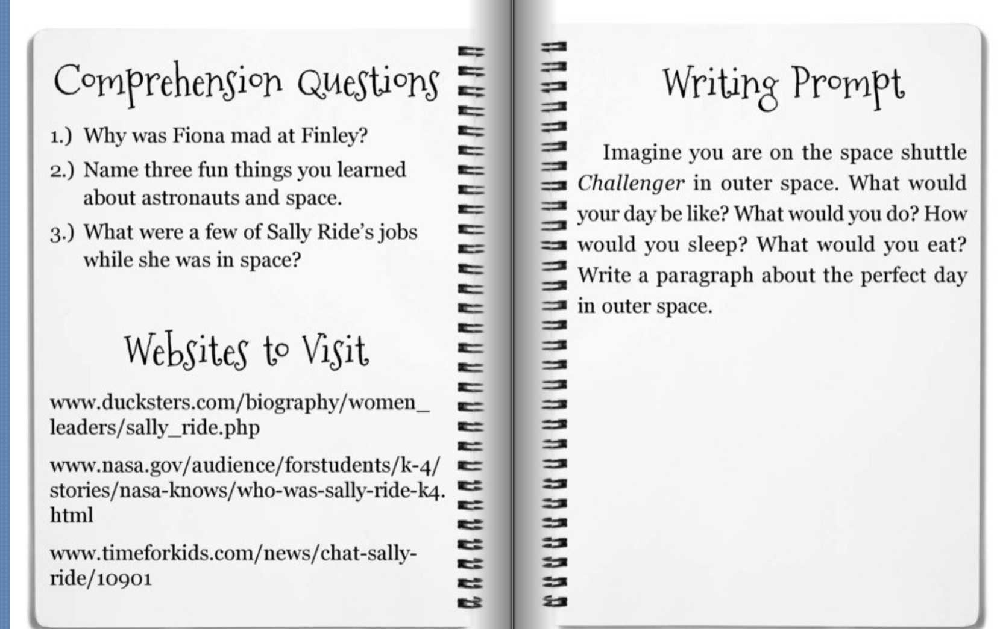 Comprehension Questions
1.) Why was Fiona mad at Finley?
2.) Name three fun things you learned
about astronauts and space.
3.) What were a few of Sally Ride's jobs
while she was in space?
Websites to Visit
www.ducksters.com/biography/women_
leaders/sally_ride.php
www.nasa.gov/audience/forstudents/k-4/
stories/nasa-knows/who-was-sally-ride-k4.
html
www.timeforkids.com/news/chat-sally-
ride/10901
Writing Prompt
Imagine you are on the space shuttle
Challenger in outer space. What would
your day be like? What would you do? How
would you sleep? What would you eat?
Write a paragraph about the perfect day
in outer space.